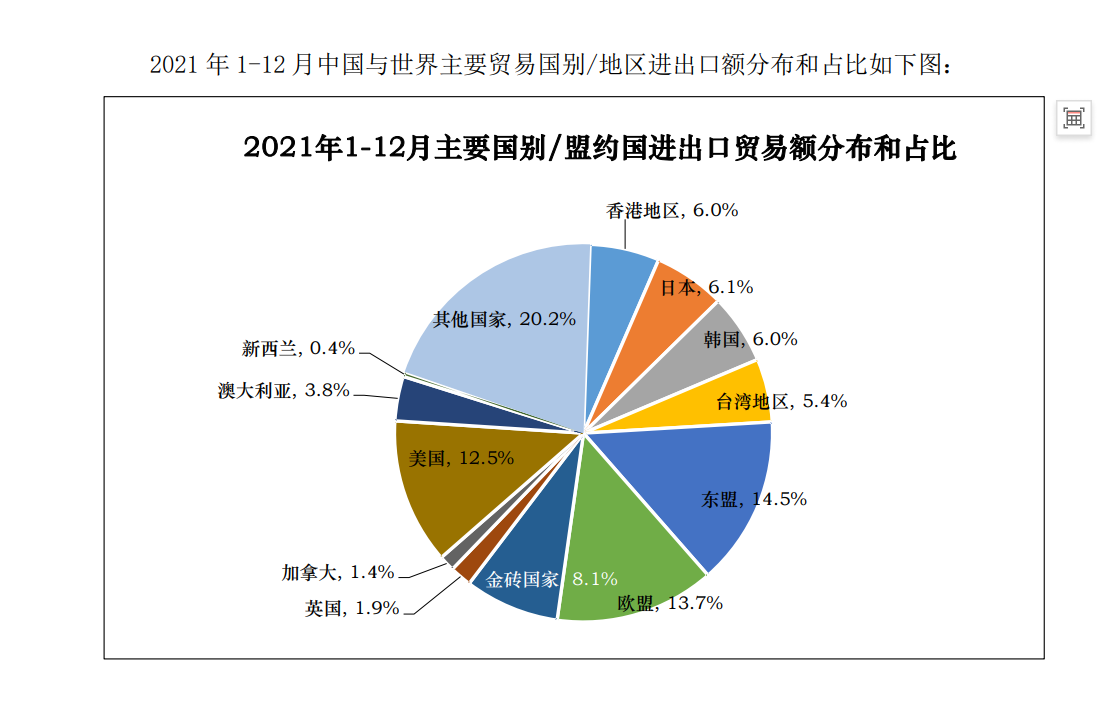 2021 年 1-12 月中国与世界主要贸易国别/地区进出口额分布和占比如下图：
2021年1-12月主要国别/盟约国进出口贸易额分布和占比
香港地区, 6.0%
日本, 6.1%
韩国, 6.0%
台湾地区, 5.4%
东盟, 14.5%
欧盟, 13.7%
金砖国家, 8.1%
英国, 1.9%
加拿大, 1.4%
美国, 12.5%
澳大利亚, 3.8%
新西兰, 0.4%
其他国家, 20.2%